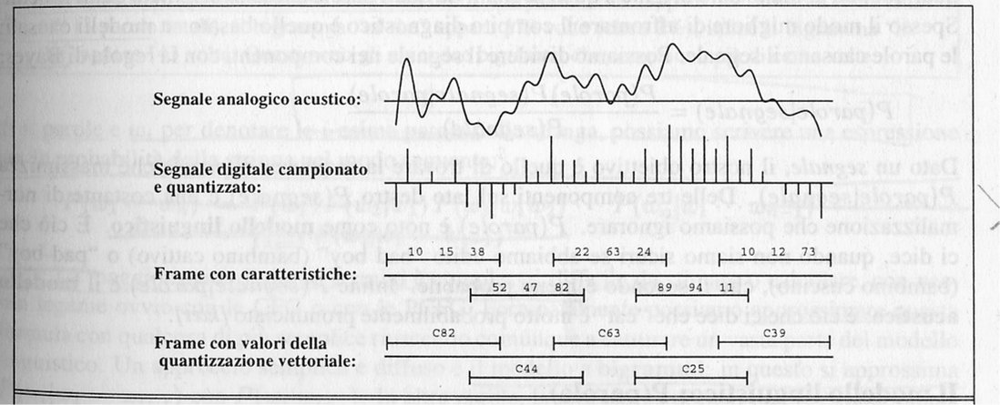 Segnale analogico acustico:
Segnale digitale campionato
e quantizzato:
10 15 38
22 63 24
10 12 73
Frame con caratteristiche:
52 47 82
89 94 11
Frame con valori della
quantizzazione vettoriale:
C82
C63
C39
C44
C25